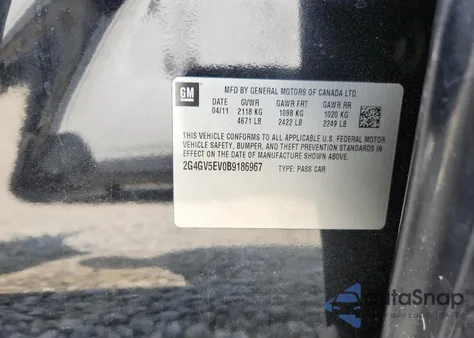 GM
MFD BY GENERAL MOTORS OF CANADA LTD.
DATE GVWR GAWR FRT GAWR RR
04/11 2118 KG 1098 KG 1020 KG
4671 LB 2422 LB 2249 LB
THIS VEHICLE CONFORMS TO ALL APPLICABLE U.S. FEDERAL MOTOR
VEHICLE SAFETY, BUMPER, AND THEFT PREVENTION STANDARDS
IN EFFECT ON THE DATE OF MANUFACTURE SHOWN ABOVE.
2G4GV5EV0B9186967 TYPE: PASS CAR
autoSnap